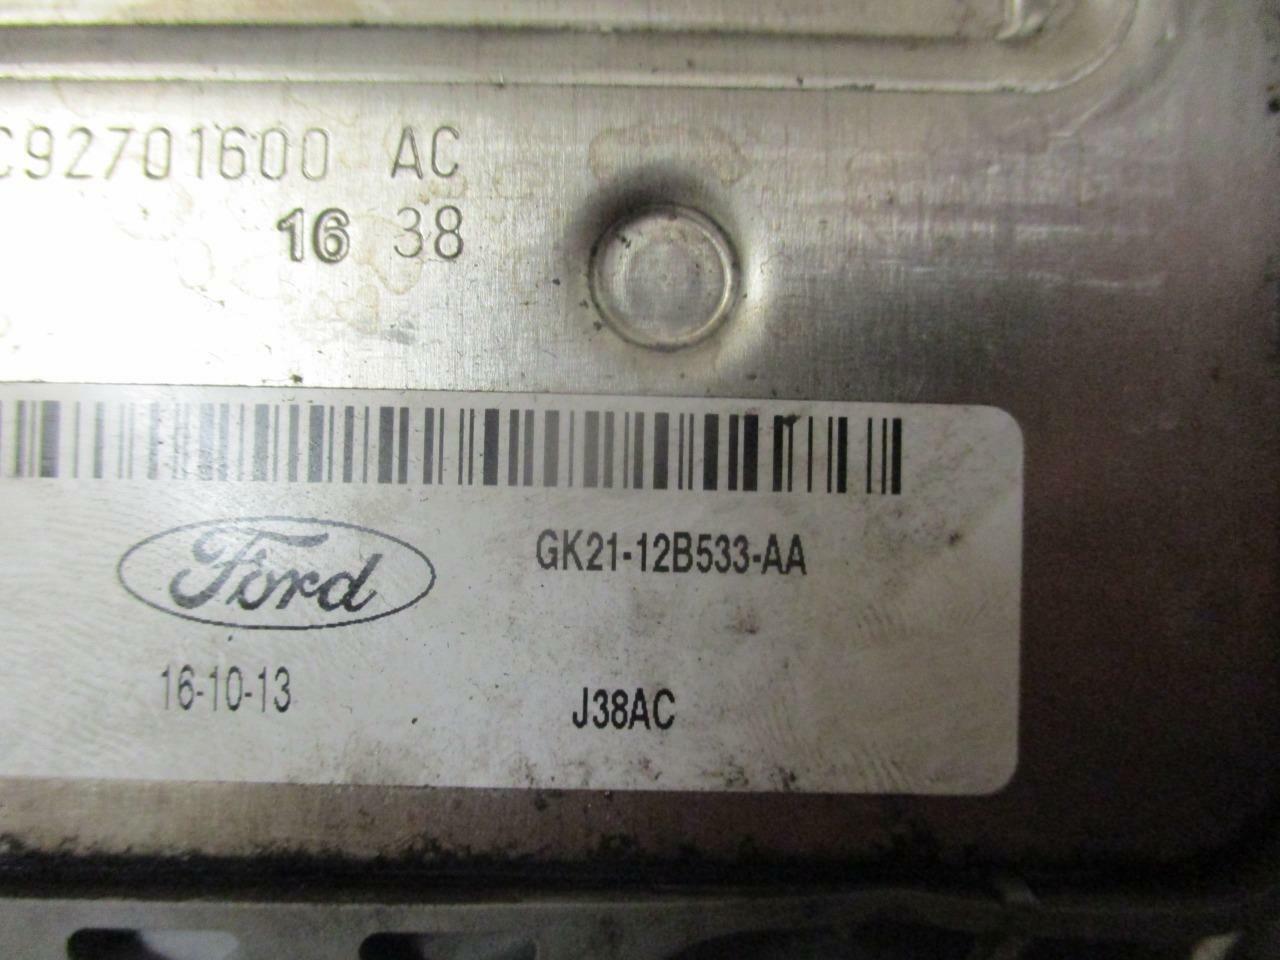 C92701600 AC
16 38
Ford
GK21-12B533-AA
16-10-13
J38AC